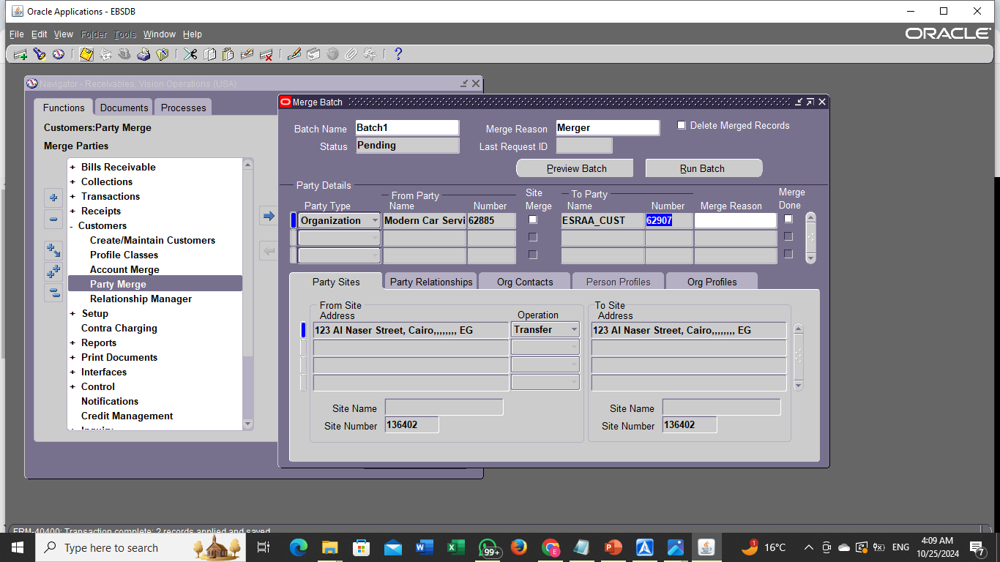 Oracle Applications - EBSDB
File Edit View Folder Tools Window Help
ORACLE
Navigator - Receivables, Vision Operations (USA)
Functions Documents Processes
Customers:Party Merge
Merge Parties
+ Bills Receivable
+ Collections
+ Transactions
+ Receipts
- Customers
Create/Maintain Customers
Profile Classes
Account Merge
Party Merge
Relationship Manager
+ Setup
Contra Charging
+ Reports
+ Print Documents
+ Interfaces
+ Control
Notifications
Credit Management
+ Inquiry
Merge Batch
Batch Name Batch1 Merge Reason Merger Delete Merged Records
Status Pending Last Request ID
Preview Batch Run Batch
Party Details
From Party Site To Party Merge
Party Type Name Number Merge Name Number Merge Reason Done
Organization Modern Car Servi 62885 ESRAA_CUST 62907
Party Sites Party Relationships Org Contacts Person Profiles Org Profiles
From Site To Site
Address Operation Address
123 Al Naser Street, Cairo,,,,,,,, EG Transfer 123 Al Naser Street, Cairo,,,,,,,, EG
Site Name Site Name
Site Number 136402 Site Number 136402
FRM-40400: Transaction complete: 2 records applied and saved.
Type here to search
99+
E
1
16°C
ENG
4:09 AM
10/25/2024
7